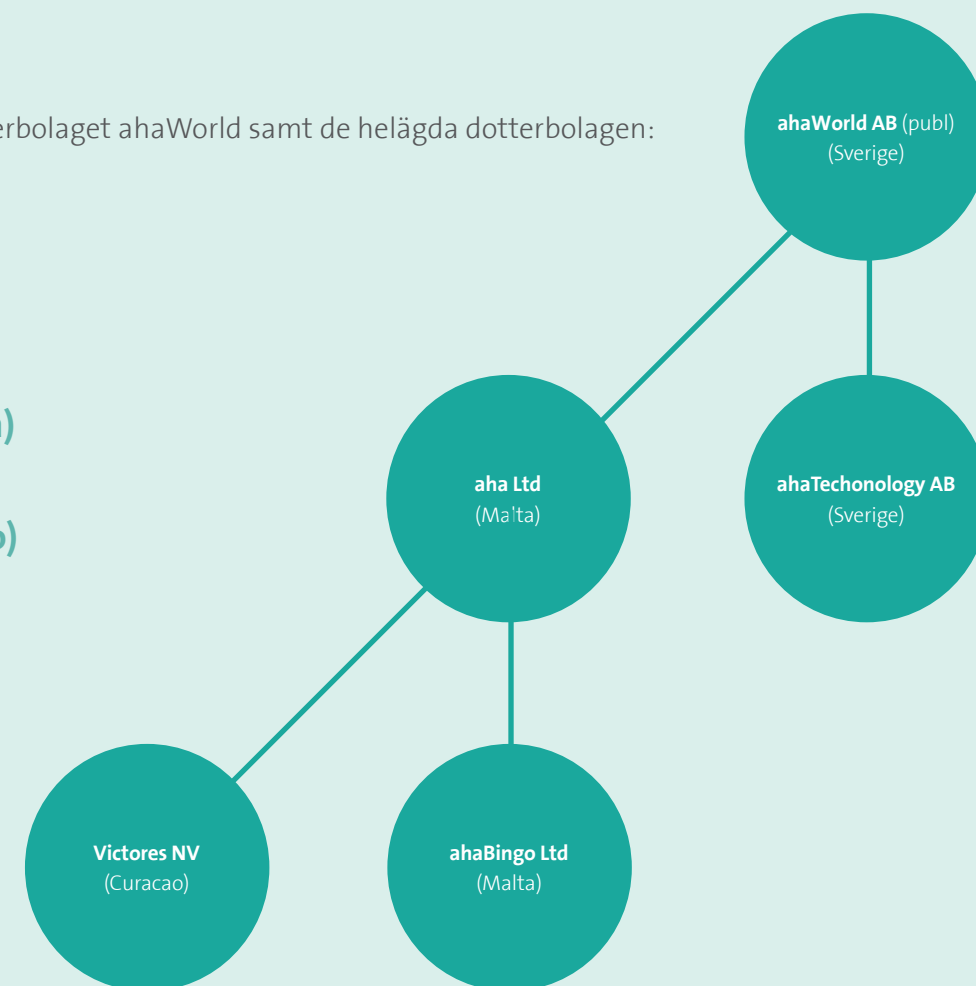 erbolaget ahaWorld samt de helägda dotterbolagen:
ahaWorld AB (publ)
(Sverige)
)
)
aha Ltd
(Malta)
ahaTechonology AB
(Sverige)
Victores NV
(Curacao)
ahaBingo Ltd
(Malta)